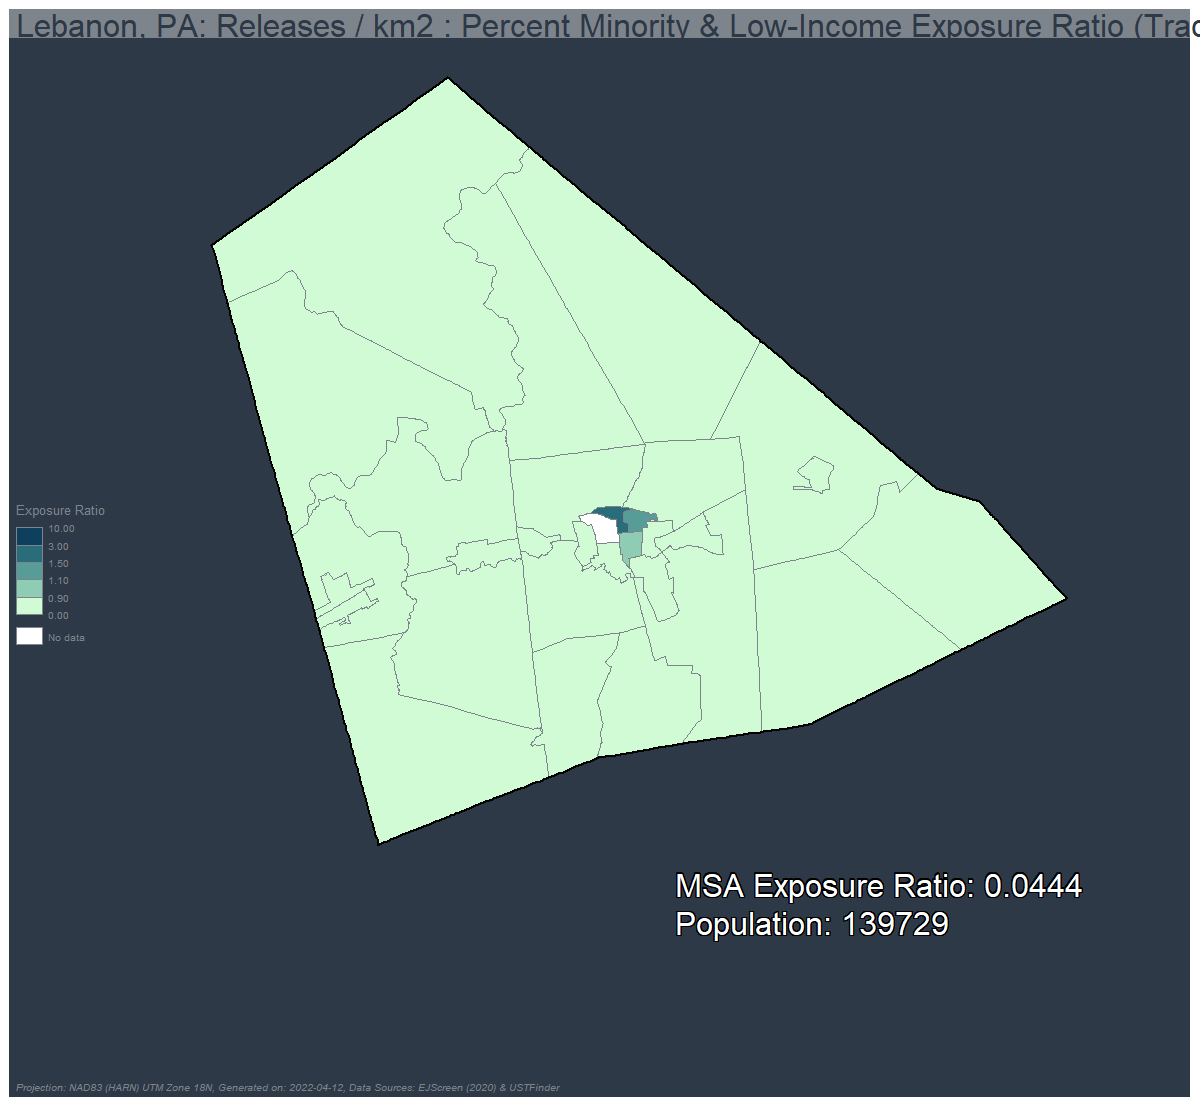 Lebanon, PA: Releases / km2 : Percent Minority & Low-Income Exposure Ratio (Trac
Exposure Ratio
10.00
3.00
1.50
1.10
0.90
0.00
No data
MSA Exposure Ratio: 0.0444
Population: 139729
Projection: NAD83 (HARN) UTM Zone 18N, Generated on: 2022-04-12, Data Sources: EJScreen (2020) & USTFinder